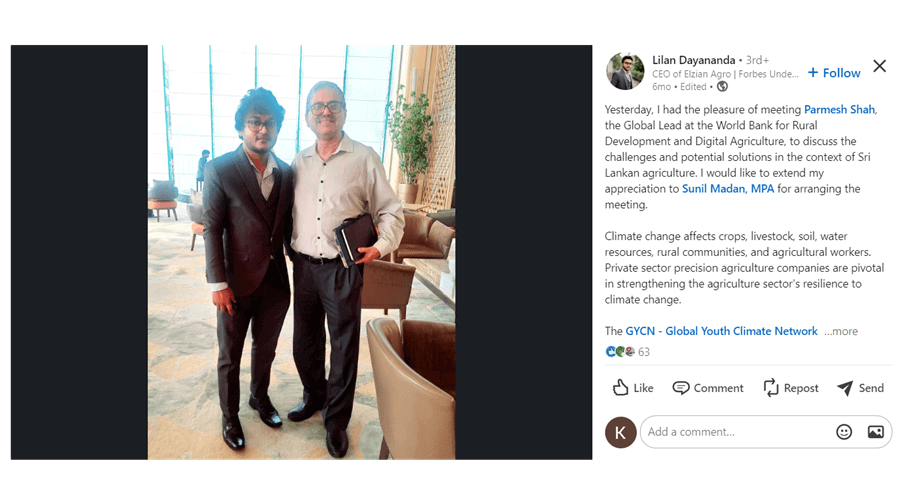 Lilan Dayananda • 3rd+
CEO of Elzian Agro | Forbes Unde...
6mo • Edited •
+ Follow
Yesterday, I had the pleasure of meeting Parmesh Shah,
the Global Lead at the World Bank for Rural
Development and Digital Agriculture, to discuss the
challenges and potential solutions in the context of Sri
Lankan agriculture. I would like to extend my
appreciation to Sunil Madan, MPA for arranging the
meeting.
Climate change affects crops, livestock, soil, water
resources, rural communities, and agricultural workers.
Private sector precision agriculture companies are pivotal
in strengthening the agriculture sector's resilience to
climate change.
The GYCN - Global Youth Climate Network ...more
63
Like Comment Repost Send
K
Add a comment...